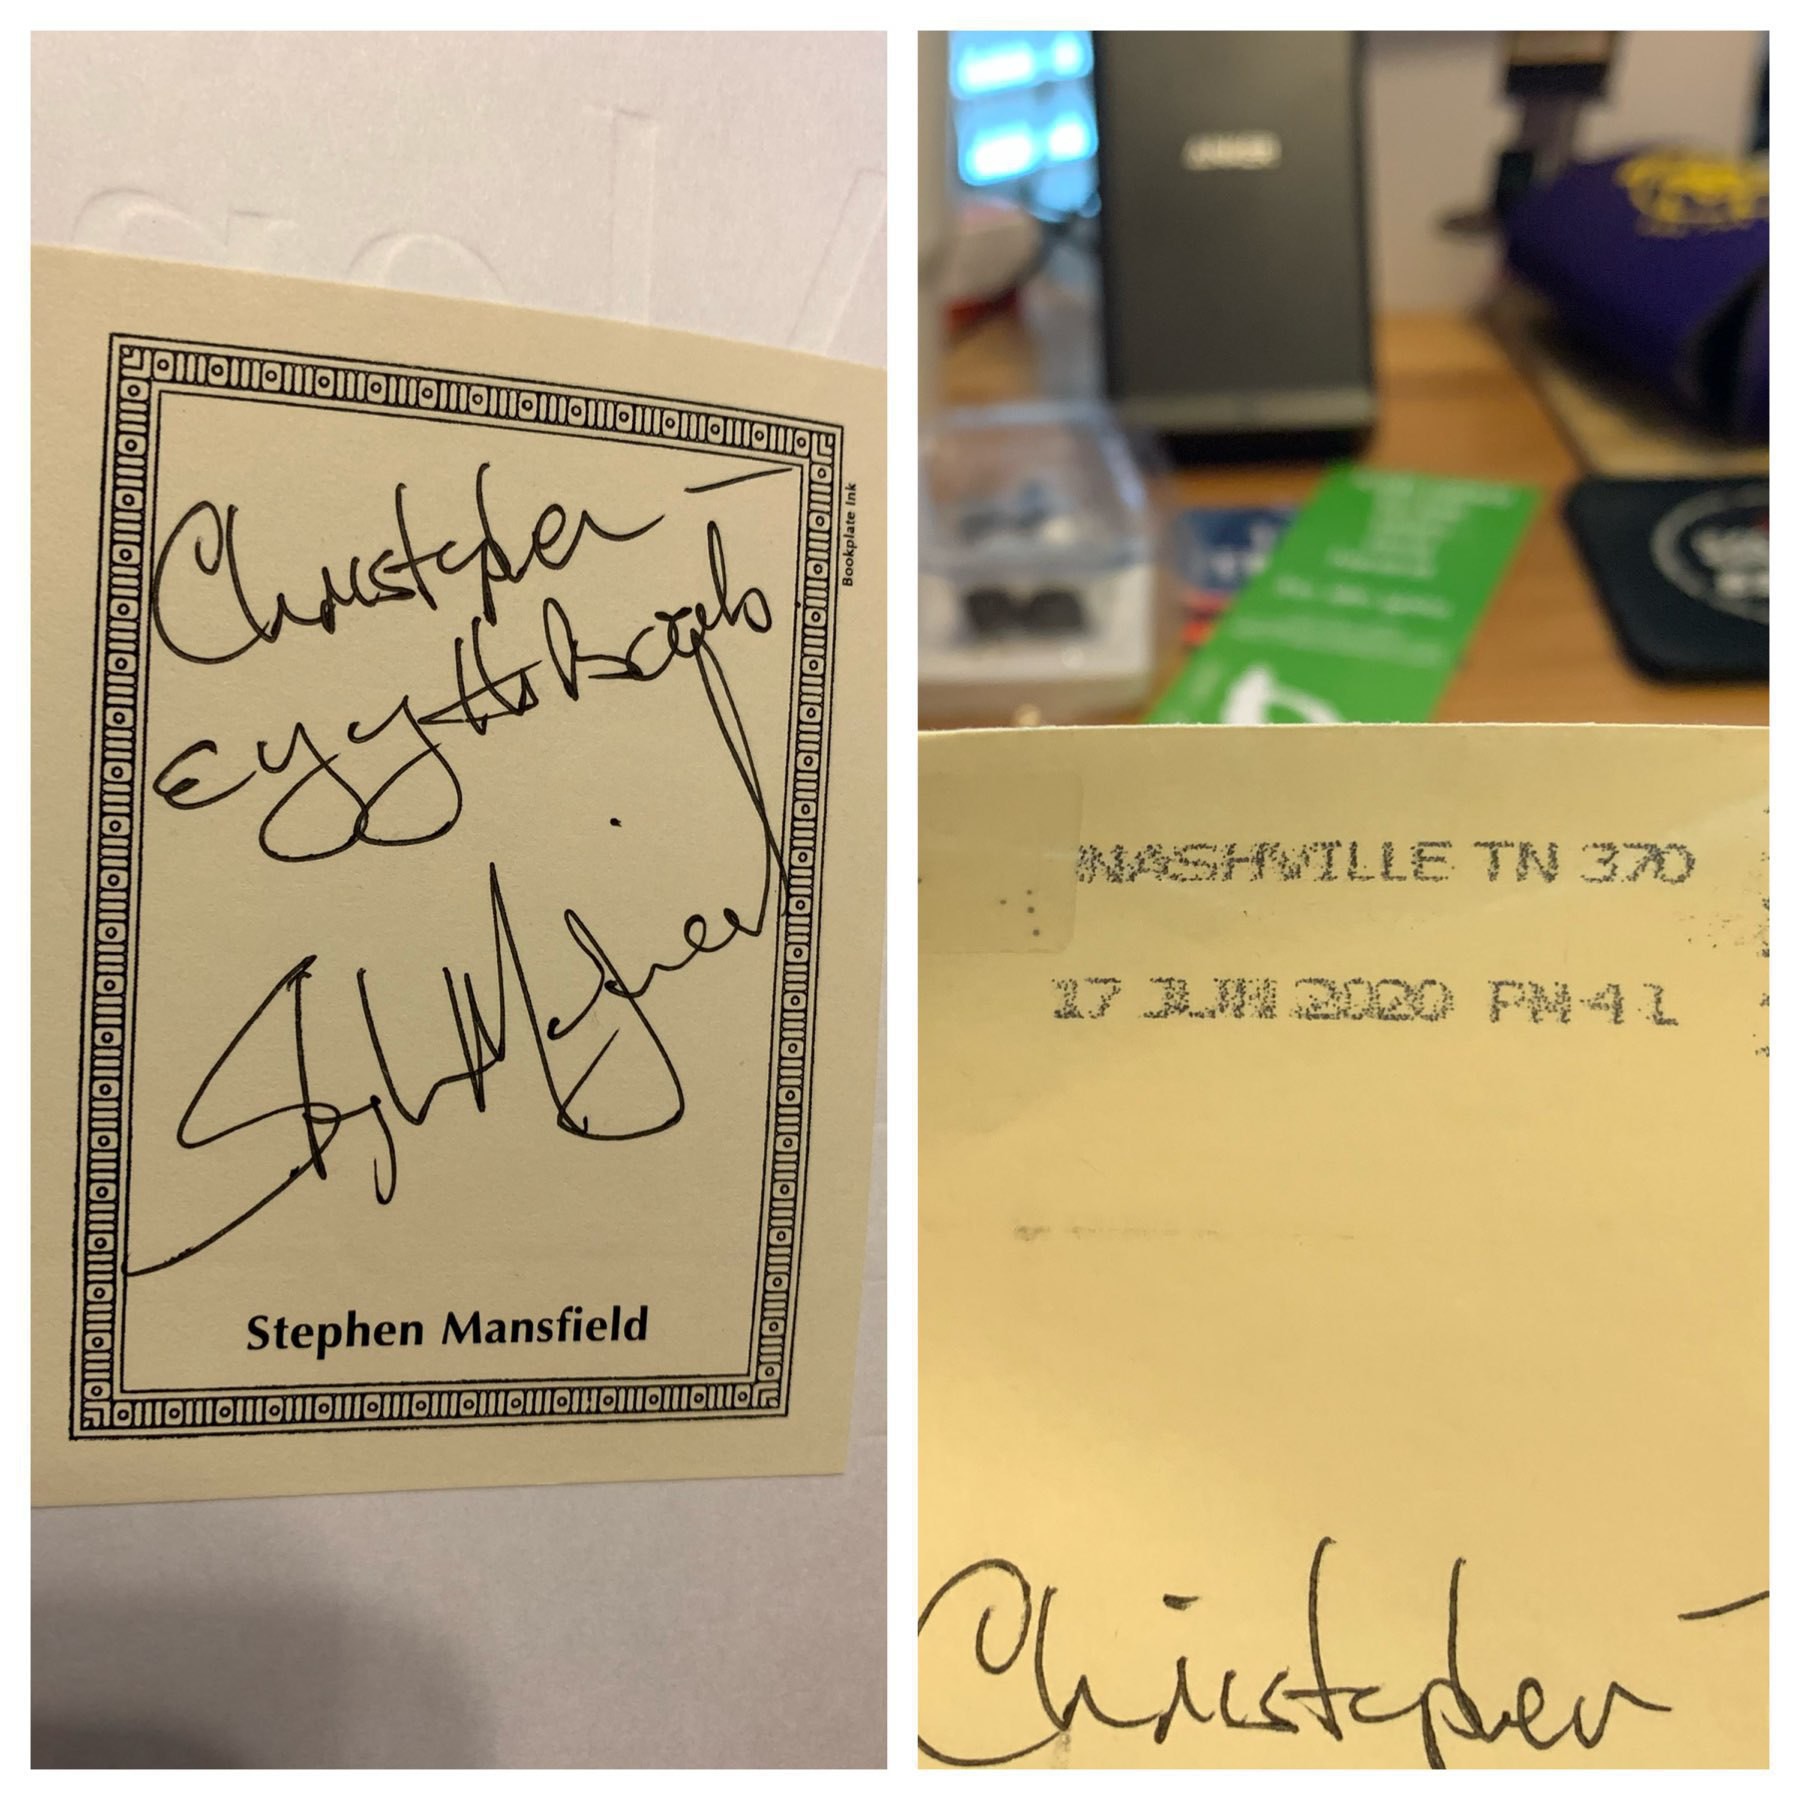 Christopher –
Enjoy the Book!
Stephen Mansfield
Stephen Mansfield
Bookplate Ink
ANKER
NASHVILLE TN 370
17 JUN 2020 PM 4 L
Christopher –